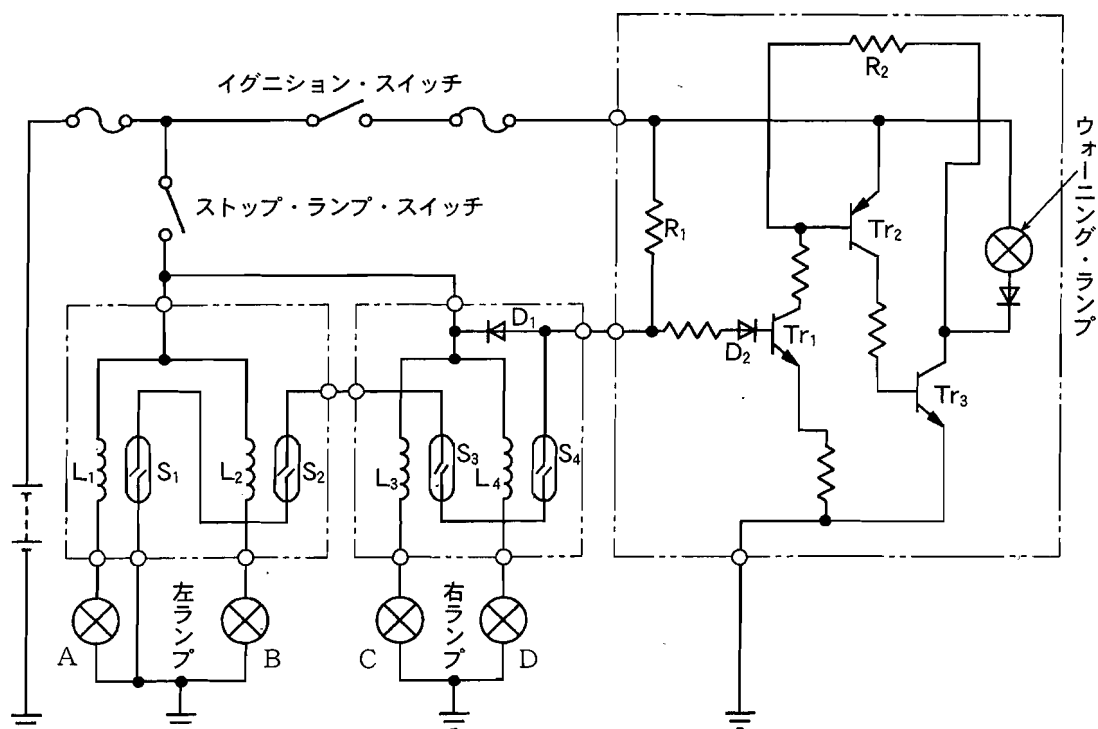 R₂
イグニション・スイッチ
ウォーニング・ランプ
ストップ・ランプ・スイッチ
R₁
Tr₂
D₁
D₂
Tr₁
Tr₃
L₁
S₁
L₂
S₂
L₃
S₃
L₄
S₄
A
左ランプ
B
C
右ランプ
D